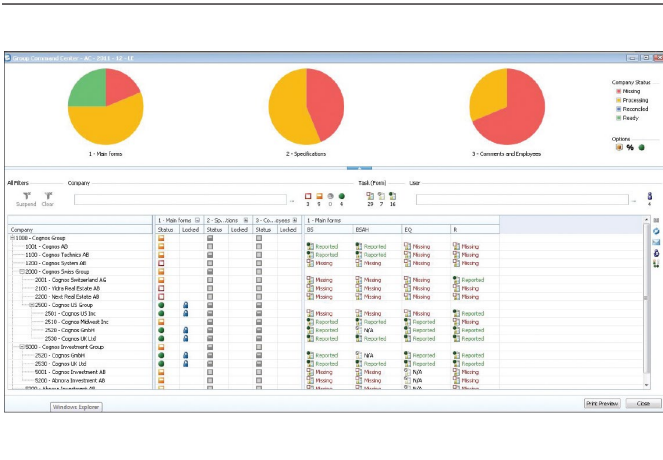 Group Command Center - AC - 2011 - 12 - LE
Company Status
Missing
Processing
Reconciled
Ready
Options
%
1 - Main forms
2 - Specifications
3 - Comments and Employees
All Filters Company Task (Form) User
Suspend Clear
3 9 0 4 29 7 16 4
1 - Main forms 2 - Sp...tions 3 - Co...oyees 1 - Main forms
Company Status Locked Status Locked Status Locked BS BSAH EQ R
1000 - Cognos Group
1001 - Cognos AB Reported Reported Missing Missing
1100 - Cognos Technics AB Reported Reported Missing Missing
1200 - Cognos System AB Missing Missing Missing Missing
2000 - Cognos Swiss Group
2001 - Cognos Switzerland AG Missing Missing Missing Reported
2100 - Real Estate AB Missing Missing Missing Missing
2200 - Next Real Estate AB Missing Missing Missing Missing
2500 - Cognos US Group
2501 - Cognos US Inc Missing Missing Missing Reported
2510 - Cognos Midwest Inc Reported Reported Reported Missing
2520 - Cognos GmbH Reported N/A Reported Reported
2530 - Cognos UK Ltd Reported Reported Reported Reported
5000 - Cognos Investment Group
2520 - Cognos GmbH Reported N/A Reported Reported
2530 - Cognos UK Ltd Reported Reported Reported Reported
5001 - Cognos Investment AB Missing Missing N/A Missing
5200 - Abnora Investment AB Missing Missing N/A Missing
Print Preview Close
Windows Explorer